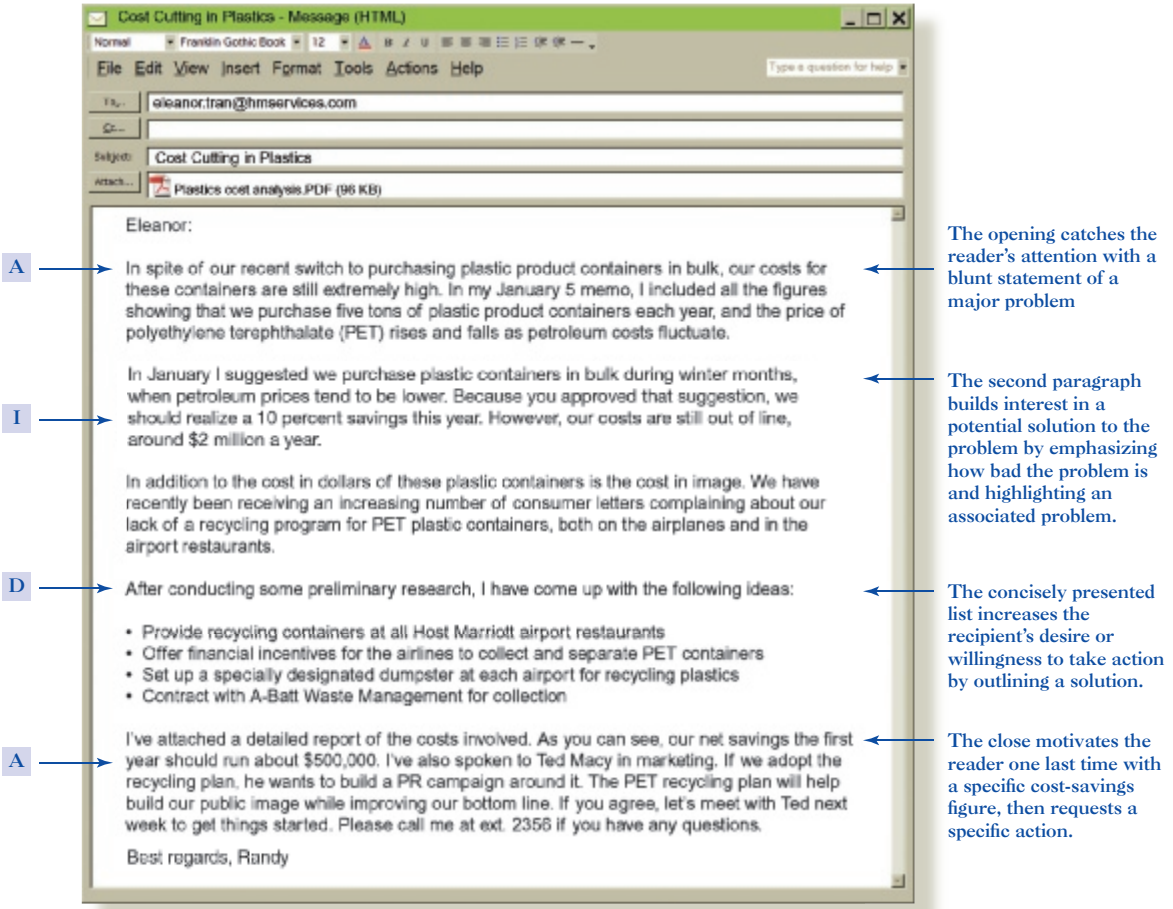 Cost Cutting in Plastics - Message (HTML)
Normal Franklin Gothic Book 12 A B I U
File Edit View Insert Format Tools Actions Help Type a question for help
To...
eleanor.tran@hmservices.com
Cc...
Subject: Cost Cutting in Plastics
Attach... Plastics cost analysis.PDF (96 KB)
Eleanor:
A
In spite of our recent switch to purchasing plastic product containers in bulk, our costs for
these containers are still extremely high. In my January 5 memo, I included all the figures
showing that we purchase five tons of plastic product containers each year, and the price of
polyethylene terephthalate (PET) rises and falls as petroleum costs fluctuate.
The opening catches the
reader's attention with a
blunt statement of a
major problem
In January I suggested we purchase plastic containers in bulk during winter months,
when petroleum prices tend to be lower. Because you approved that suggestion, we
I
should realize a 10 percent savings this year. However, our costs are still out of line,
around $2 million a year.
In addition to the cost in dollars of these plastic containers is the cost in image. We have
recently been receiving an increasing number of consumer letters complaining about our
lack of a recycling program for PET plastic containers, both on the airplanes and in the
airport restaurants.
The second paragraph
builds interest in a
potential solution to the
problem by emphasizing
how bad the problem is
and highlighting an
associated problem.
D
After conducting some preliminary research, I have come up with the following ideas:
• Provide recycling containers at all Host Marriott airport restaurants
• Offer financial incentives for the airlines to collect and separate PET containers
• Set up a specially designated dumpster at each airport for recycling plastics
• Contract with A-Batt Waste Management for collection
The concisely presented
list increases the
recipient's desire or
willingness to take action
by outlining a solution.
I've attached a detailed report of the costs involved. As you can see, our net savings the first
A
year should run about $500,000. I've also spoken to Ted Macy in marketing. If we adopt the
recycling plan, he wants to build a PR campaign around it. The PET recycling plan will help
build our public image while improving our bottom line. If you agree, let's meet with Ted next
week to get things started. Please call me at ext. 2356 if you have any questions.
Best regards, Randy
The close motivates the
reader one last time with
a specific cost-savings
figure, then requests a
specific action.